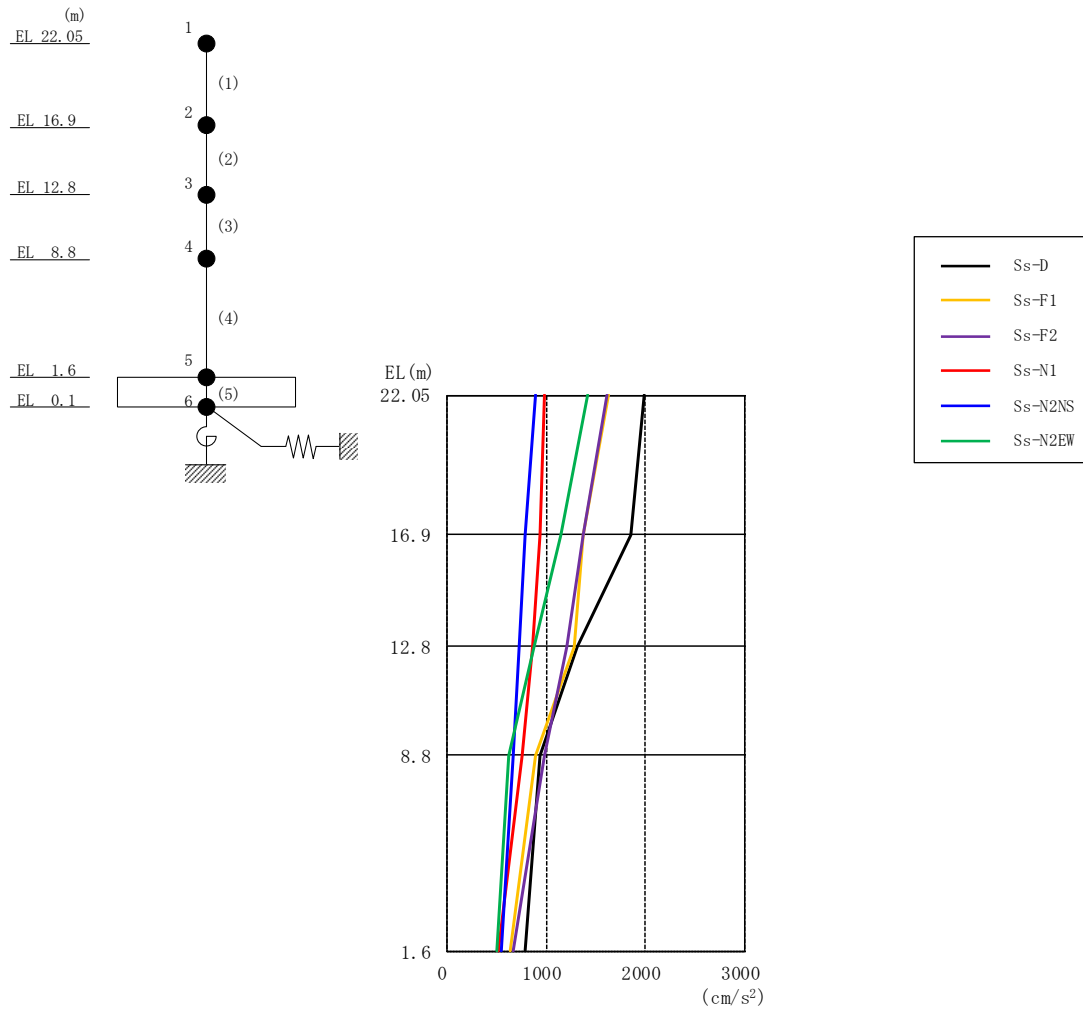 (m)
EL 22.05
1
(1)
EL 16.9
2
(2)
EL 12.8
3
(3)
EL 8.8
4
(4)
EL 1.6
5
(5)
EL 0.1
6
EL(m)
22.05
16.9
12.8
8.8
1.6
0 1000 2000 3000
(cm/s²)
Ss-D
Ss-F1
Ss-F2
Ss-N1
Ss-N2NS
Ss-N2EW